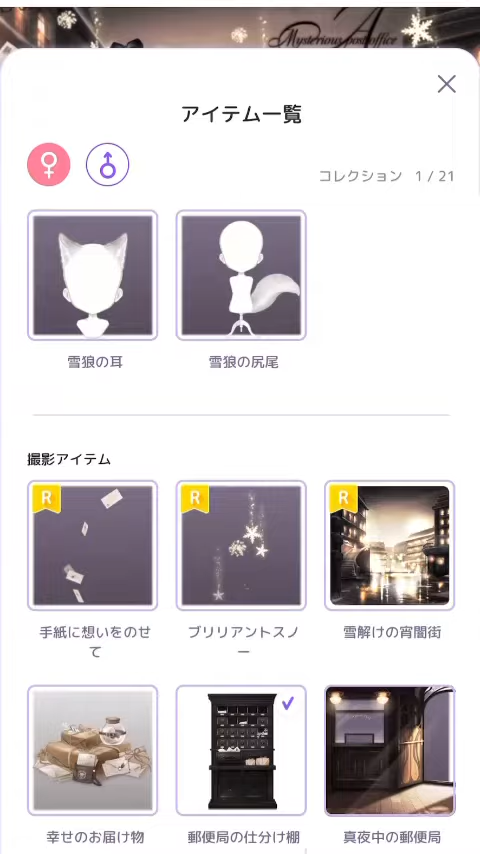 Mysterious post office
アイテム一覧
コレクション 1 / 21
雪狼の耳
雪狼の尻尾
撮影アイテム
R
R
R
手紙に想いをのせ
て
ブリリアントスノ
ー
雪解けの宵闇街
幸せのお届け物
郵便局の仕分け棚
真夜中の郵便局